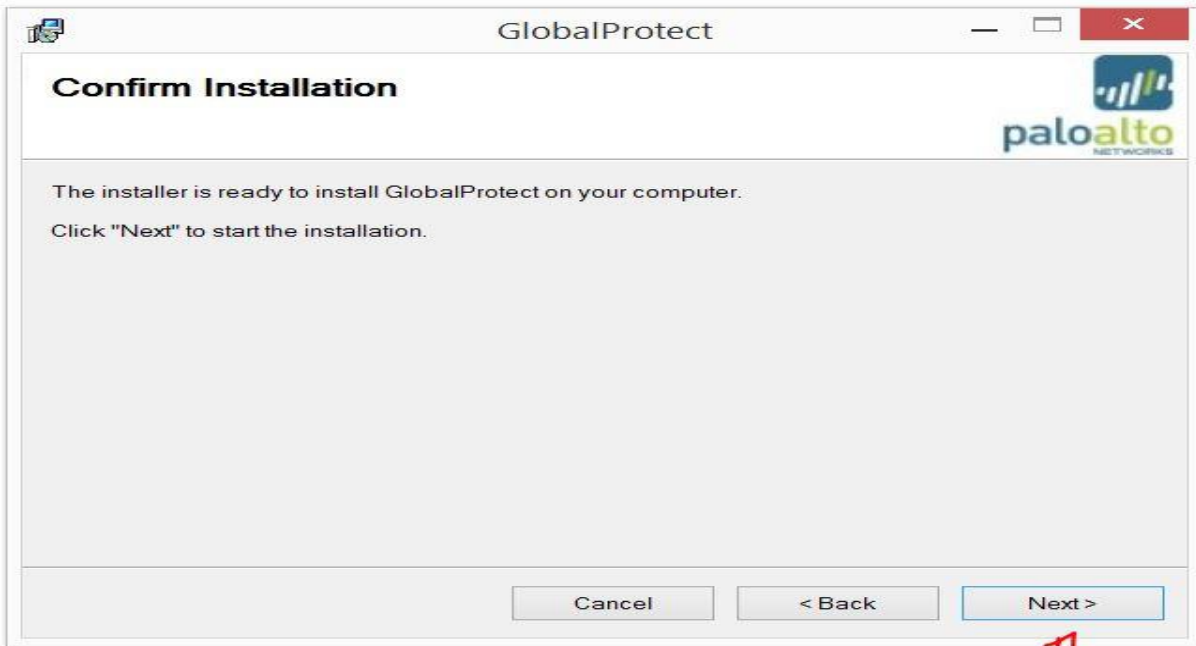 GlobalProtect
Confirm Installation
paloalto
NETWORKS
The installer is ready to install GlobalProtect on your computer.
Click "Next" to start the installation.
Cancel
< Back
Next >